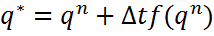 q* = qⁿ + Δtf(qⁿ)